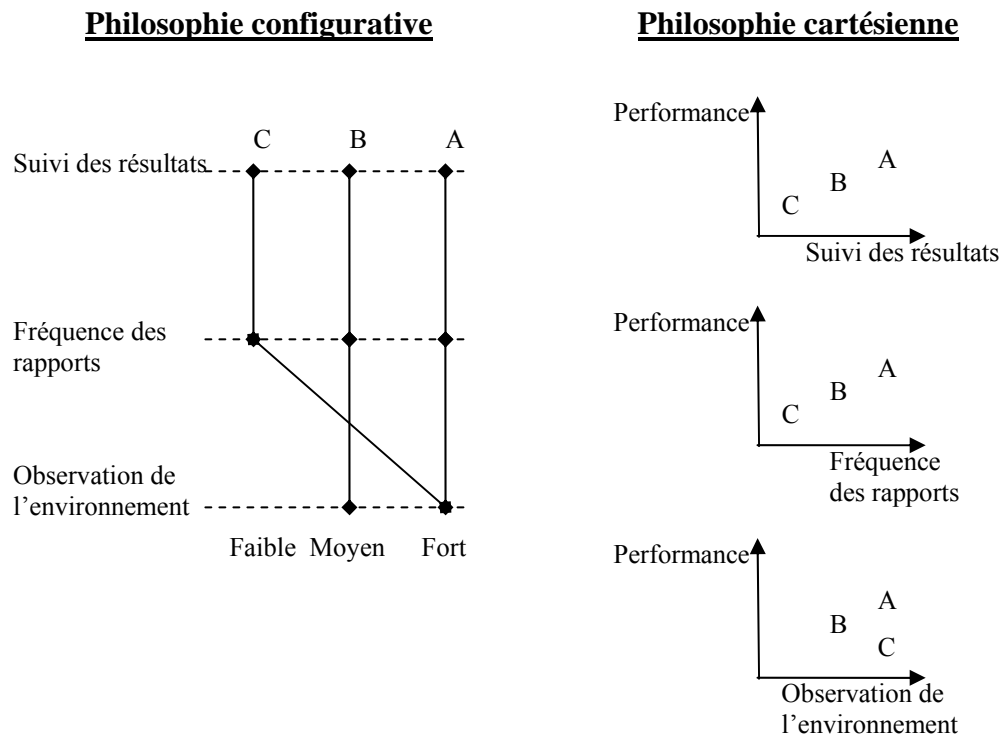 Philosophie configurative
C B A
Suivi des résultats
Fréquence des
rapports
Observation de
l’environnement
Faible Moyen Fort
Philosophie cartésienne
Performance
A
B
C
Suivi des résultats
Performance
A
B
C
Fréquence
des rapports
Performance
A
B
C
Observation de
l’environnement